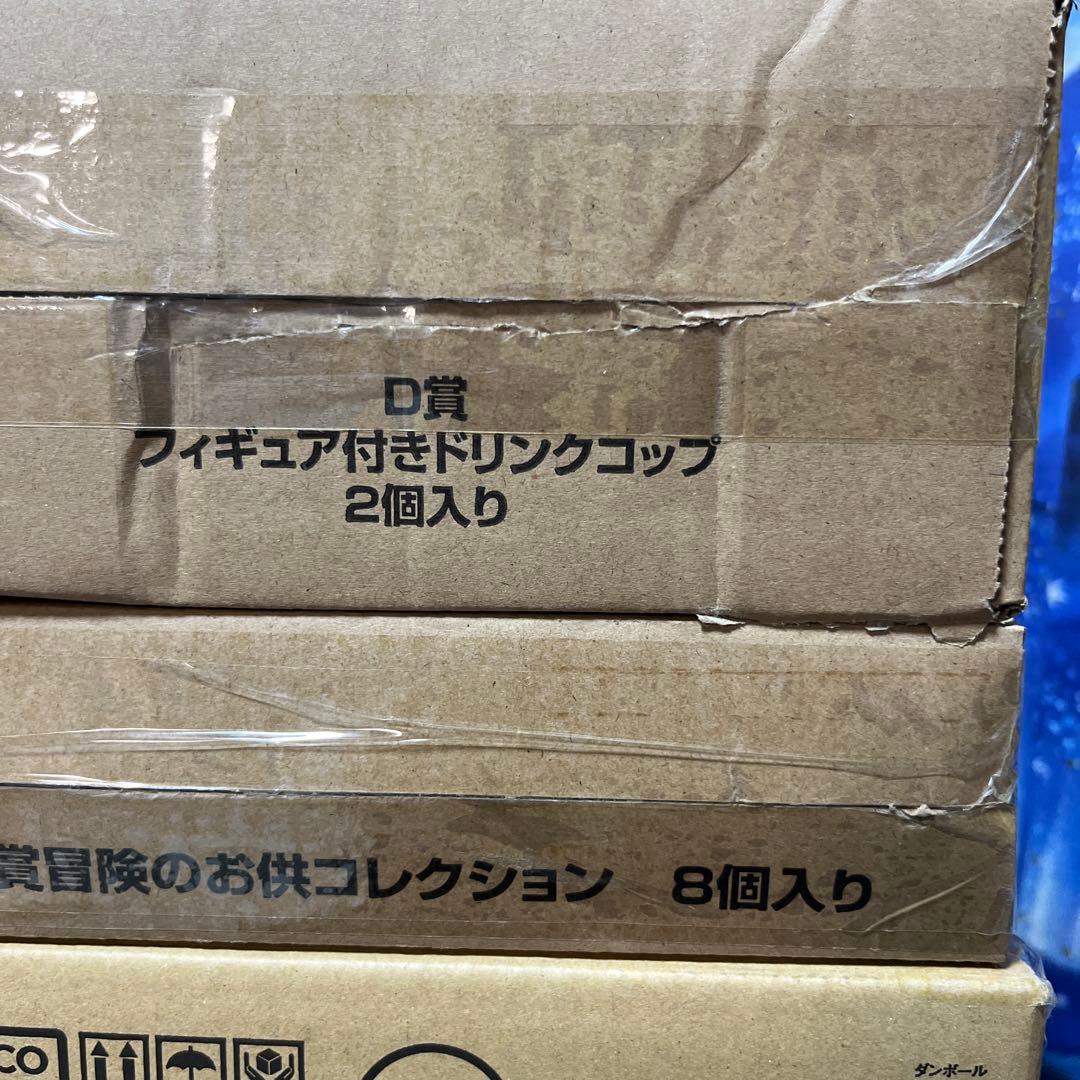 D賞
フィギュア付きドリンクコップ
2個入り
賞冒険のお供コレクション 8個入り
CO
ダンボール